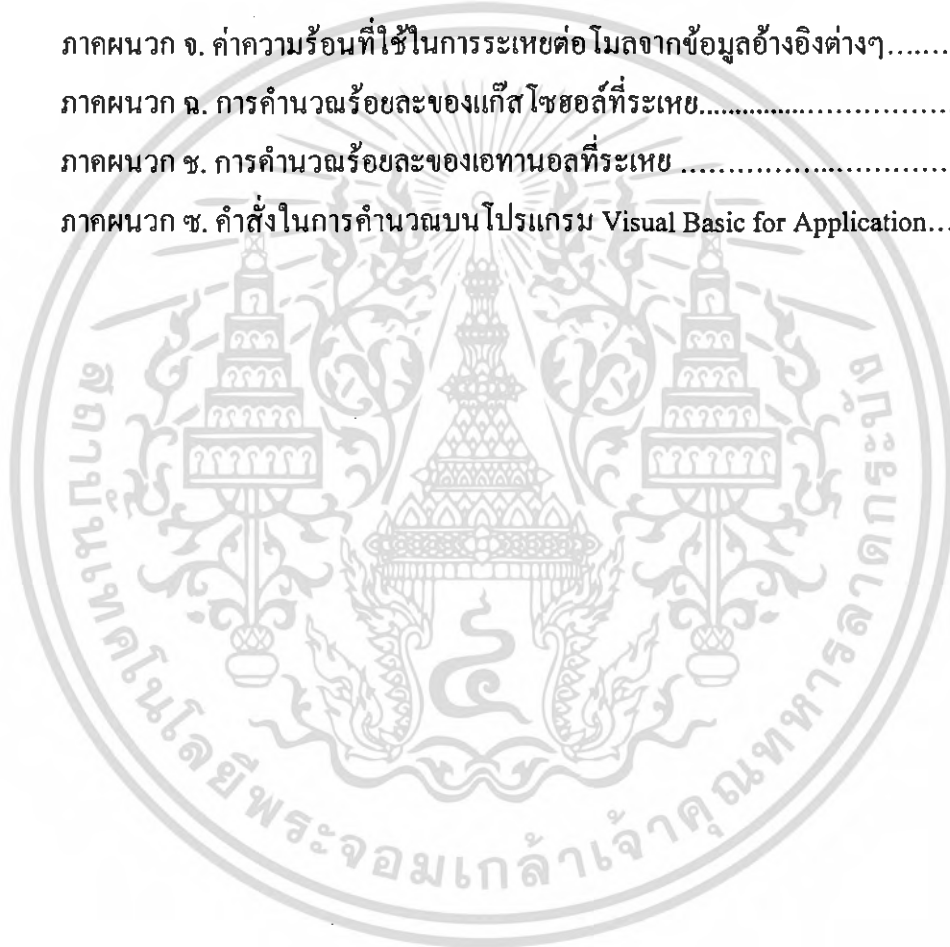 ภาคผนวก จ. ค่าความร้อนที่ใช้ในการระเหยต่อโมลจากข้อมูลอ้างอิงต่างๆ.......
ภาคผนวก ฉ. การคำนวณร้อยละของแก๊สโซฮอล์ที่ระเหย..............................
ภาคผนวก ช. การคำนวณร้อยละของเอทานอลที่ระเหย ..............................
ภาคผนวก ซ. คำสั่งในการคำนวณบนโปรแกรม Visual Basic for Application...
สถาบันเทคโนโลยีพระจอมเกล้าเจ้าคุณทหารลาดกระบัง